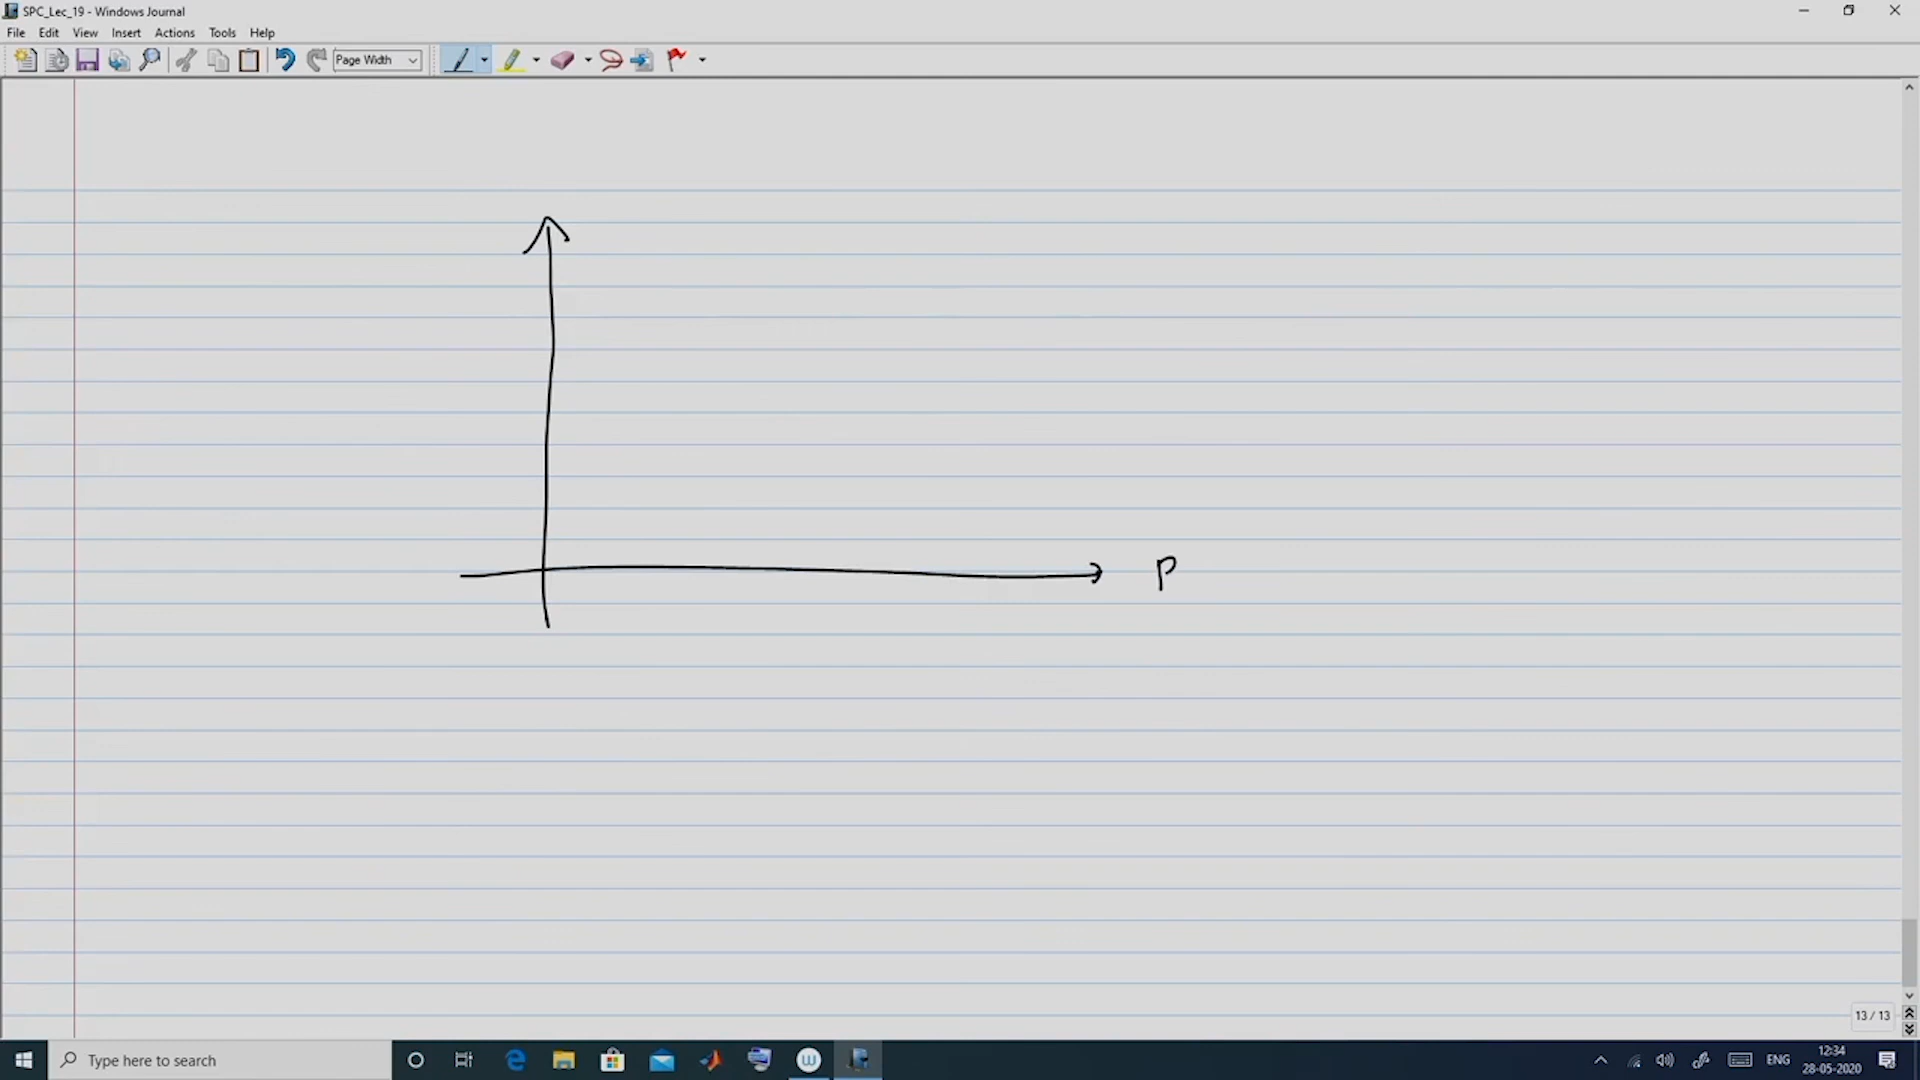 SPC_Lec_19 - Windows Journal
File Edit View Insert Actions Tools Help
Page Width
P
13 / 13
Type here to search
ENG
12:34
28-05-2020